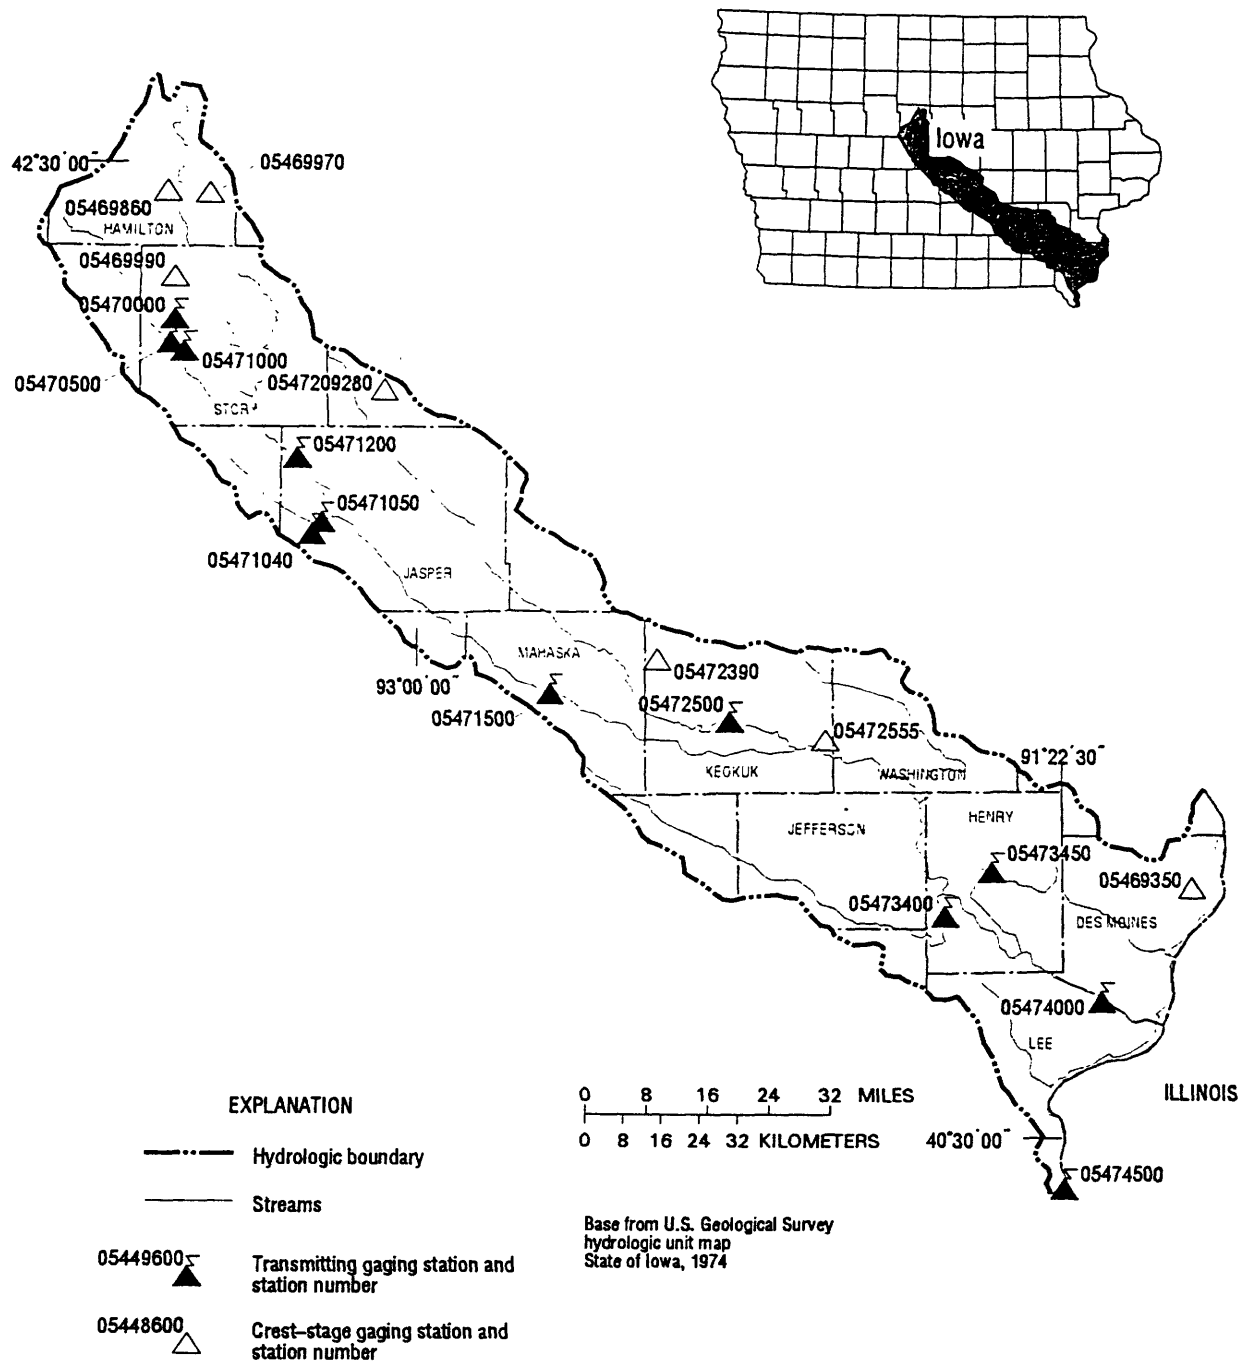 Iowa
42°30'00"
05469970
05469860
HAMILTON
05469990
05470000
05471000
05470500
0547209280
05471200
05471050
05471040
JASPER
MAHASKA
05472390
93°00'00"
05472500
05471500
05472555
91°22'30"
KEOKUK
WASHINGTON
JEFFERSON
HENRY
05473450
05469350
05473400
DES MOINES
05474000
LEE
ILLINOIS
EXPLANATION
0 8 16 24 32 MILES
0 8 16 24 32 KILOMETERS
40°30'00"
Hydrologic boundary
05474500
Streams
Base from U.S. Geological Survey
hydrologic unit map
State of Iowa, 1974
05449600
Transmitting gaging station and
station number
05448600
Crest-stage gaging station and
station number